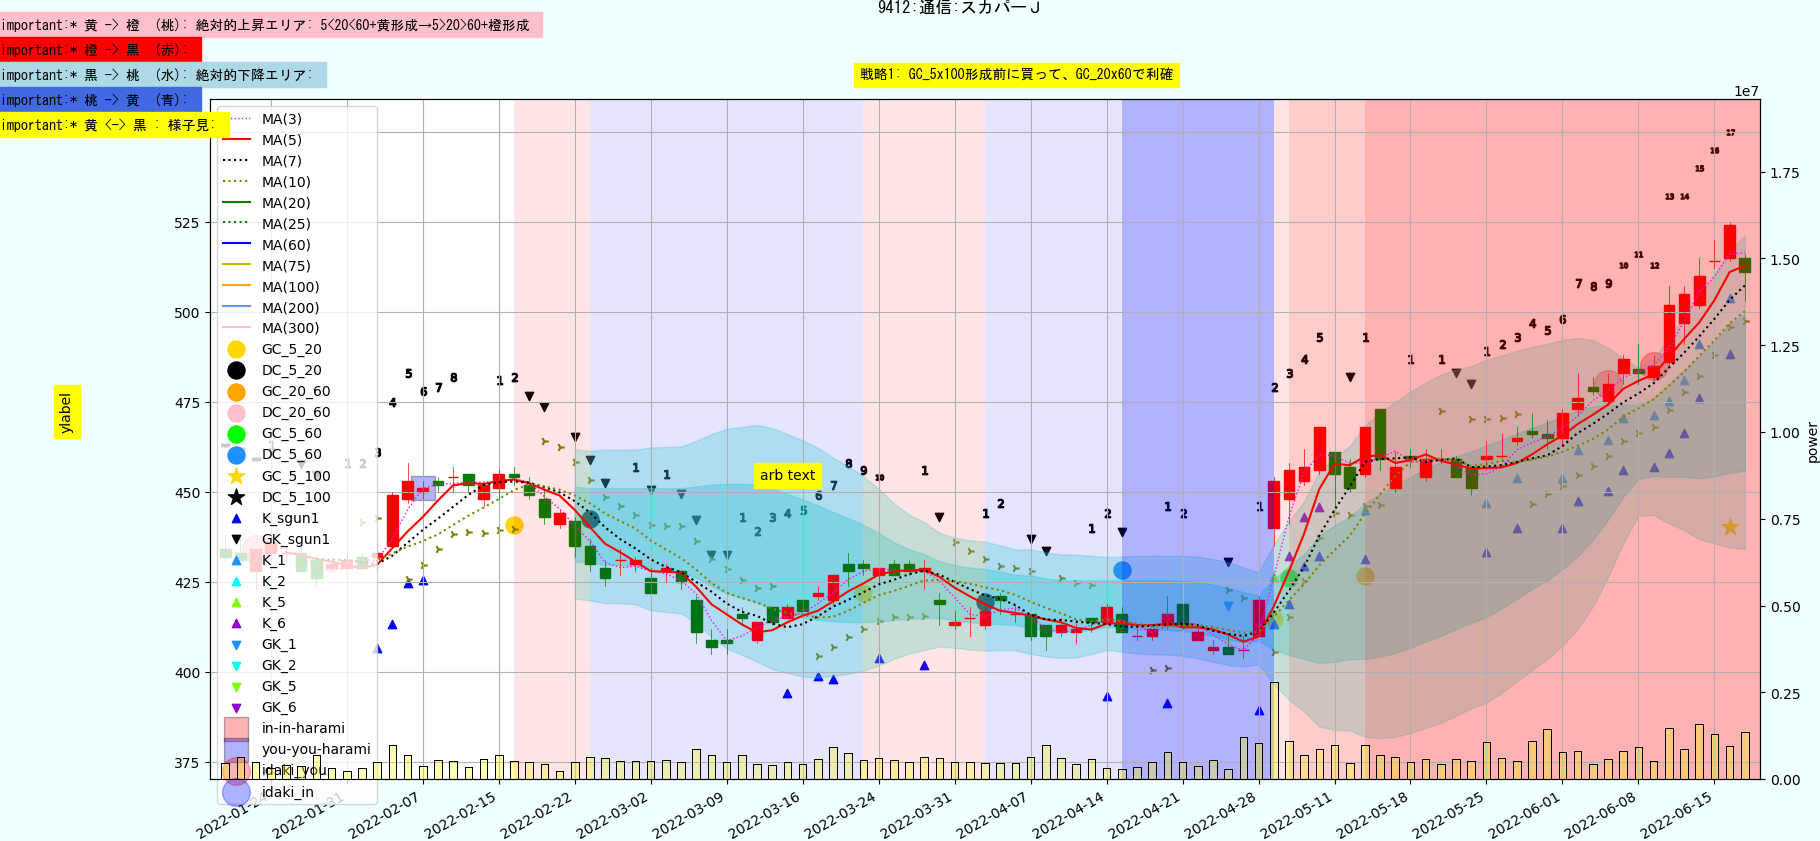 9412:通信:スカパーJ
important:* 黄 -> 橙 (桃): 絶対的上昇エリア: 5<20<60+黄形成→5>20>60+橙形成
important:* 橙 -> 黒 (赤):
important:* 黒 -> 桃 (水): 絶対的下降エリア:
戦略1: GC_5x100形成前に買って、GC_20x60で利確
important:* 桃 -> 黄 (青):
important:* 黄 <-> 黒 : 様子見:
1e7
MA(3)
MA(5)
MA(7)
MA(10)
MA(20)
MA(25)
MA(60)
MA(75)
MA(100)
MA(200)
MA(300)
GC_5_20
DC_5_20
GC_20_60
DC_20_60
GC_5_60
DC_5_60
GC_5_100
DC_5_100
K_sgun1
GK_sgun1
K_1
K_2
K_5
K_6
GK_1
GK_2
GK_5
GK_6
in-in-harami
you-you-harami
idaki_you
idaki_in
arb text
ylabel
power
525
500
475
450
425
400
375
1.75
1.50
1.25
1.00
0.75
0.50
0.25
0.00
2022-01-24
2022-01-31
2022-02-07
2022-02-15
2022-02-22
2022-03-02
2022-03-09
2022-03-16
2022-03-24
2022-03-31
2022-04-07
2022-04-14
2022-04-21
2022-04-28
2022-05-11
2022-05-18
2022-05-25
2022-06-01
2022-06-08
2022-06-15